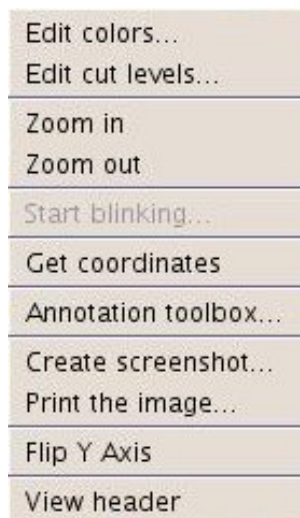 Edit colors...
Edit cut levels...
Zoom in
Zoom out
Start blinking...
Get coordinates
Annotation toolbox...
Create screenshot...
Print the image...
Flip Y Axis
View header